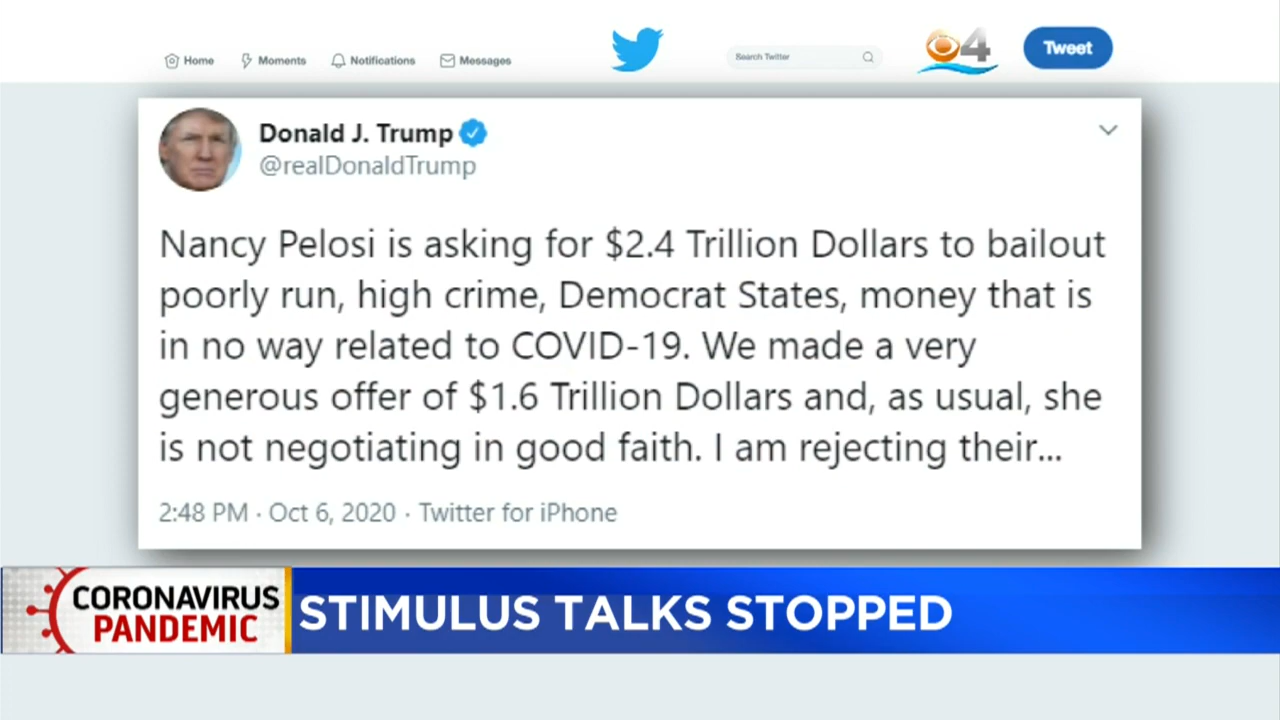 Home Moments Notifications Messages Search Twitter 4 Tweet
Donald J. Trump
@realDonaldTrump
Nancy Pelosi is asking for $2.4 Trillion Dollars to bailout
poorly run, high crime, Democrat States, money that is
in no way related to COVID-19. We made a very
generous offer of $1.6 Trillion Dollars and, as usual, she
is not negotiating in good faith. I am rejecting their...
2:48 PM · Oct 6, 2020 · Twitter for iPhone
CORONAVIRUS
PANDEMIC
STIMULUS TALKS STOPPED